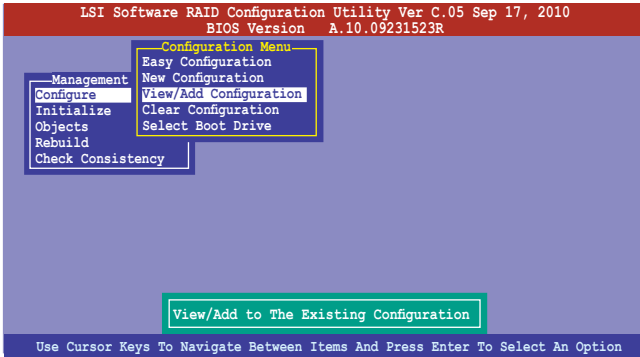 LSI Software RAID Configuration Utility Ver C.05 Sep 17, 2010
BIOS Version A.10.09231523R
Management
Configure
Initialize
Objects
Rebuild
Check Consistency
Configuration Menu
Easy Configuration
New Configuration
View/Add Configuration
Clear Configuration
Select Boot Drive
View/Add to The Existing Configuration
Use Cursor Keys To Navigate Between Items And Press Enter To Select An Option